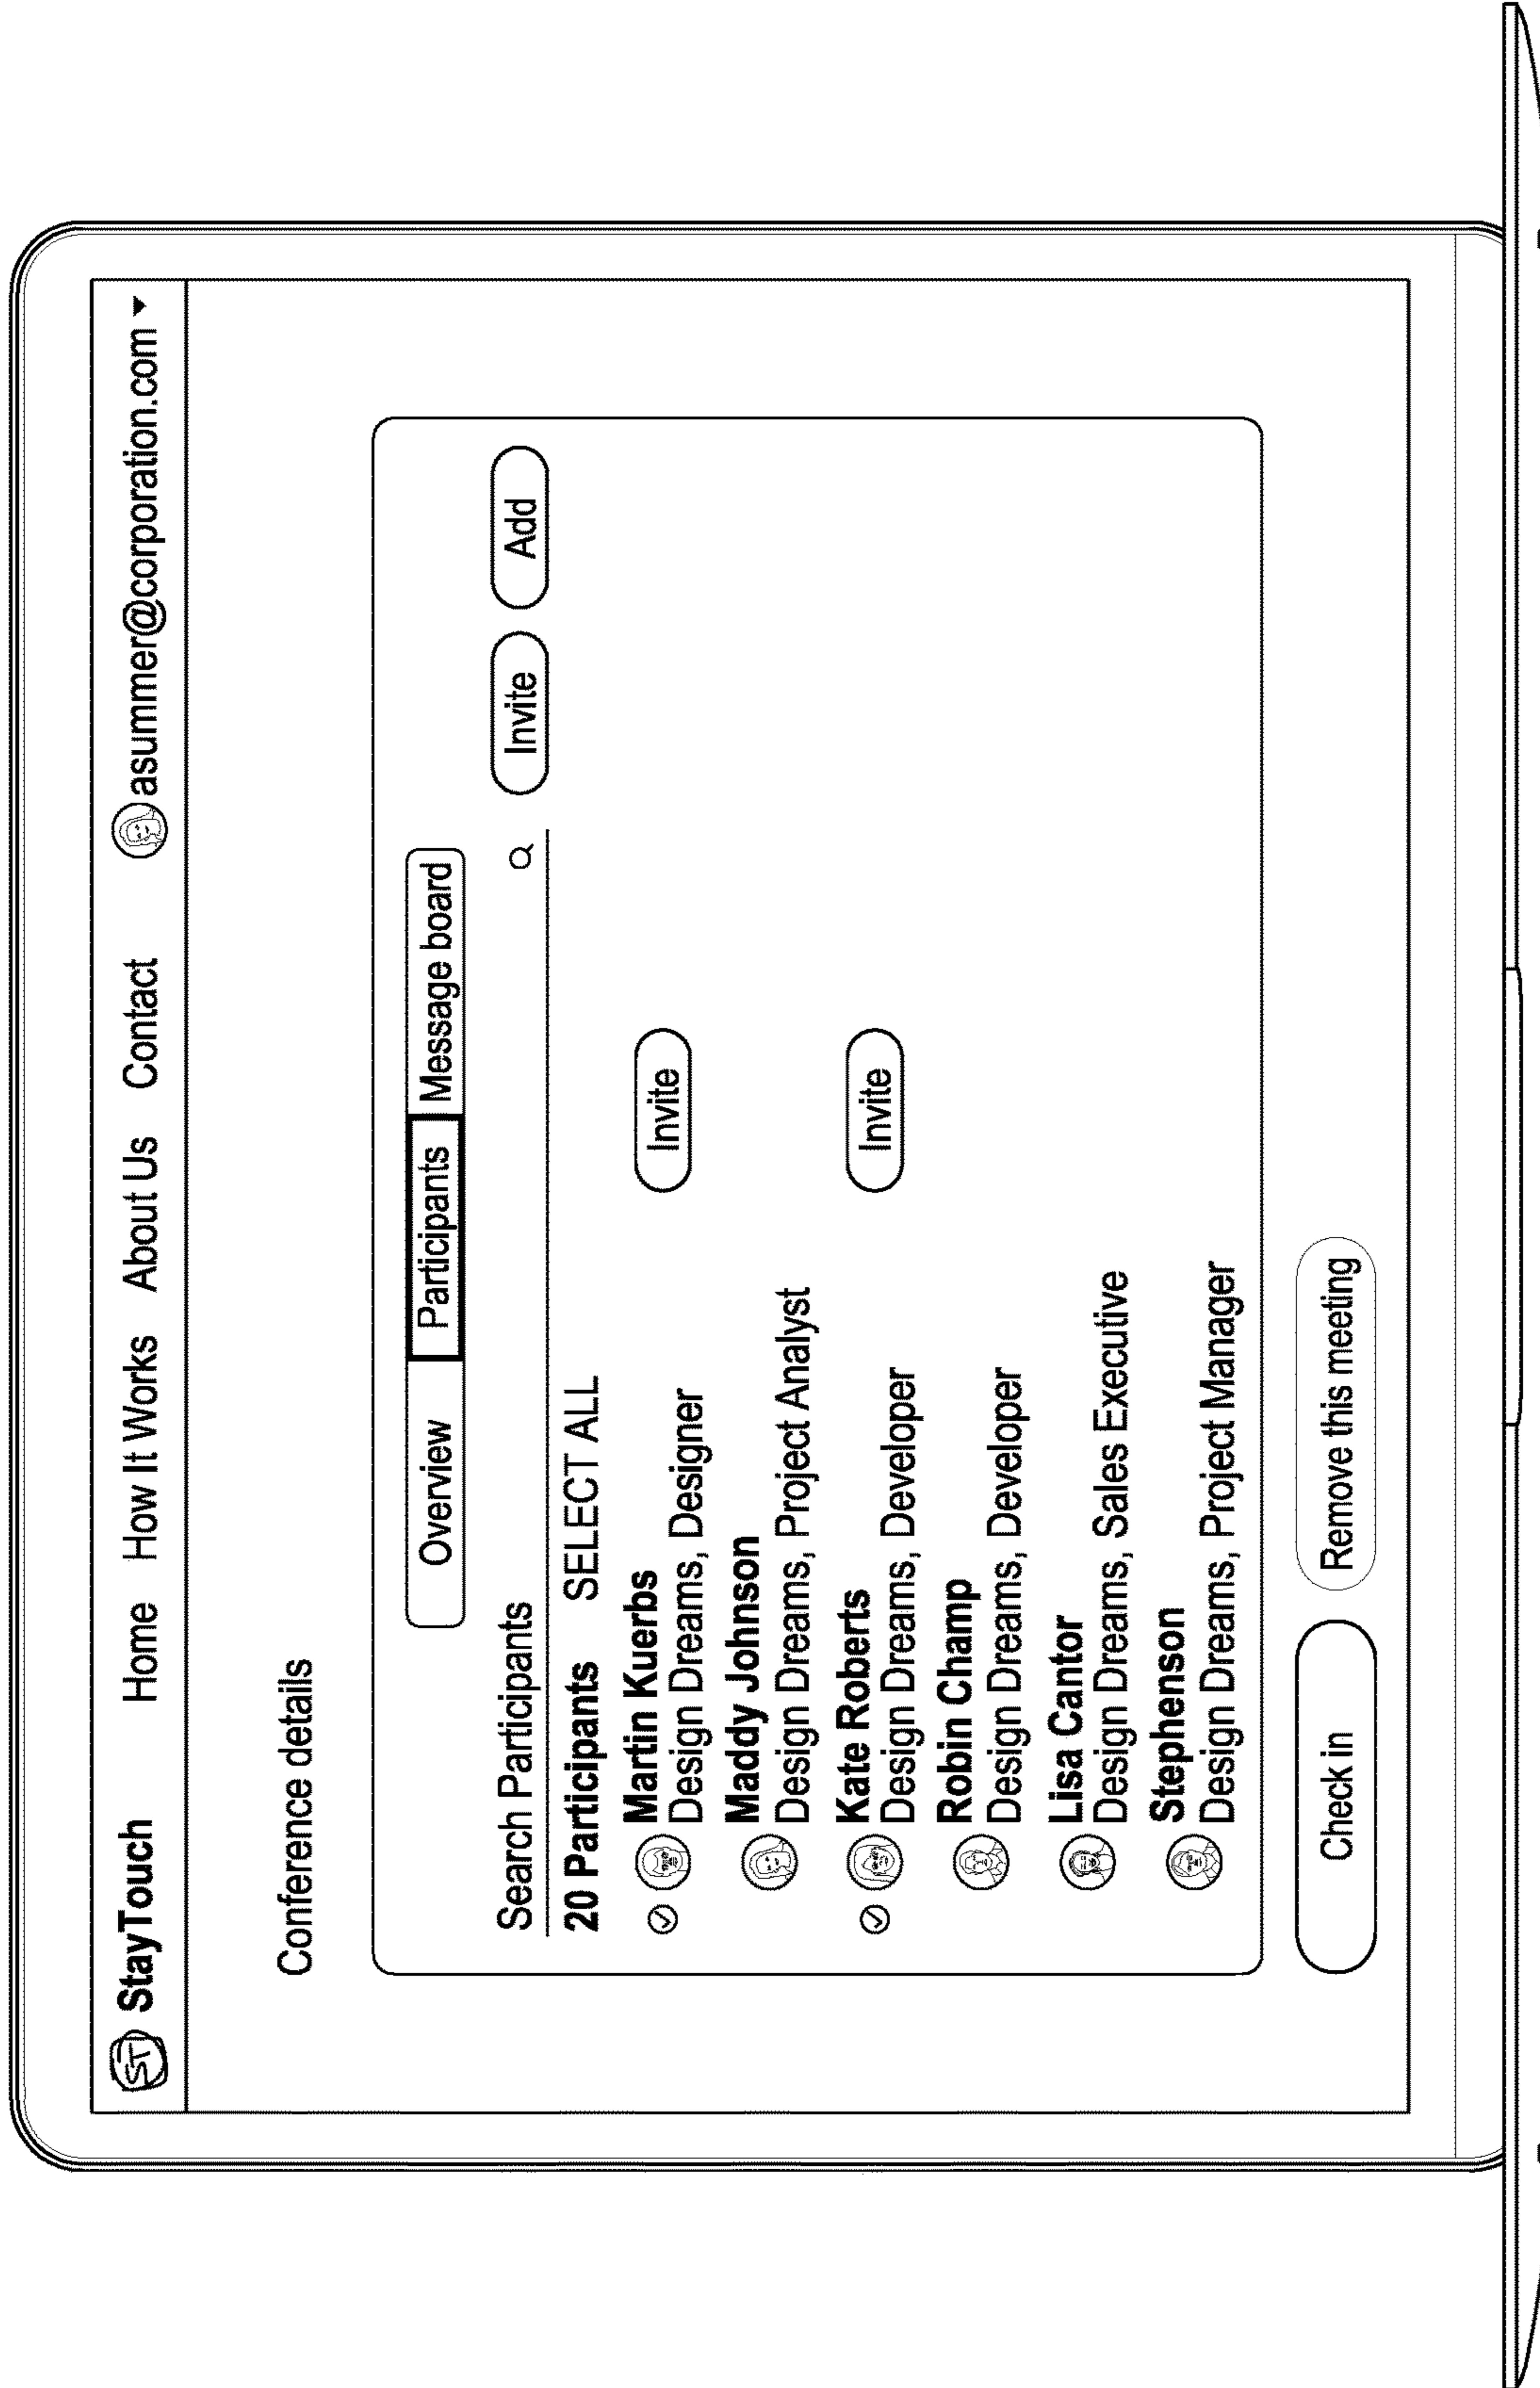 ST StayTouch Home How It Works About Us Contact asummer@corporation.com
Conference details
Overview Participants Message board
Search Participants Invite Add
20 Participants SELECT ALL
Martin Kuerbs
Design Dreams, Designer Invite
Maddy Johnson
Design Dreams, Project Analyst
Kate Roberts
Design Dreams, Developer Invite
Robin Champ
Design Dreams, Developer
Lisa Cantor
Design Dreams, Sales Executive
Stephenson
Design Dreams, Project Manager
Check in Remove this meeting